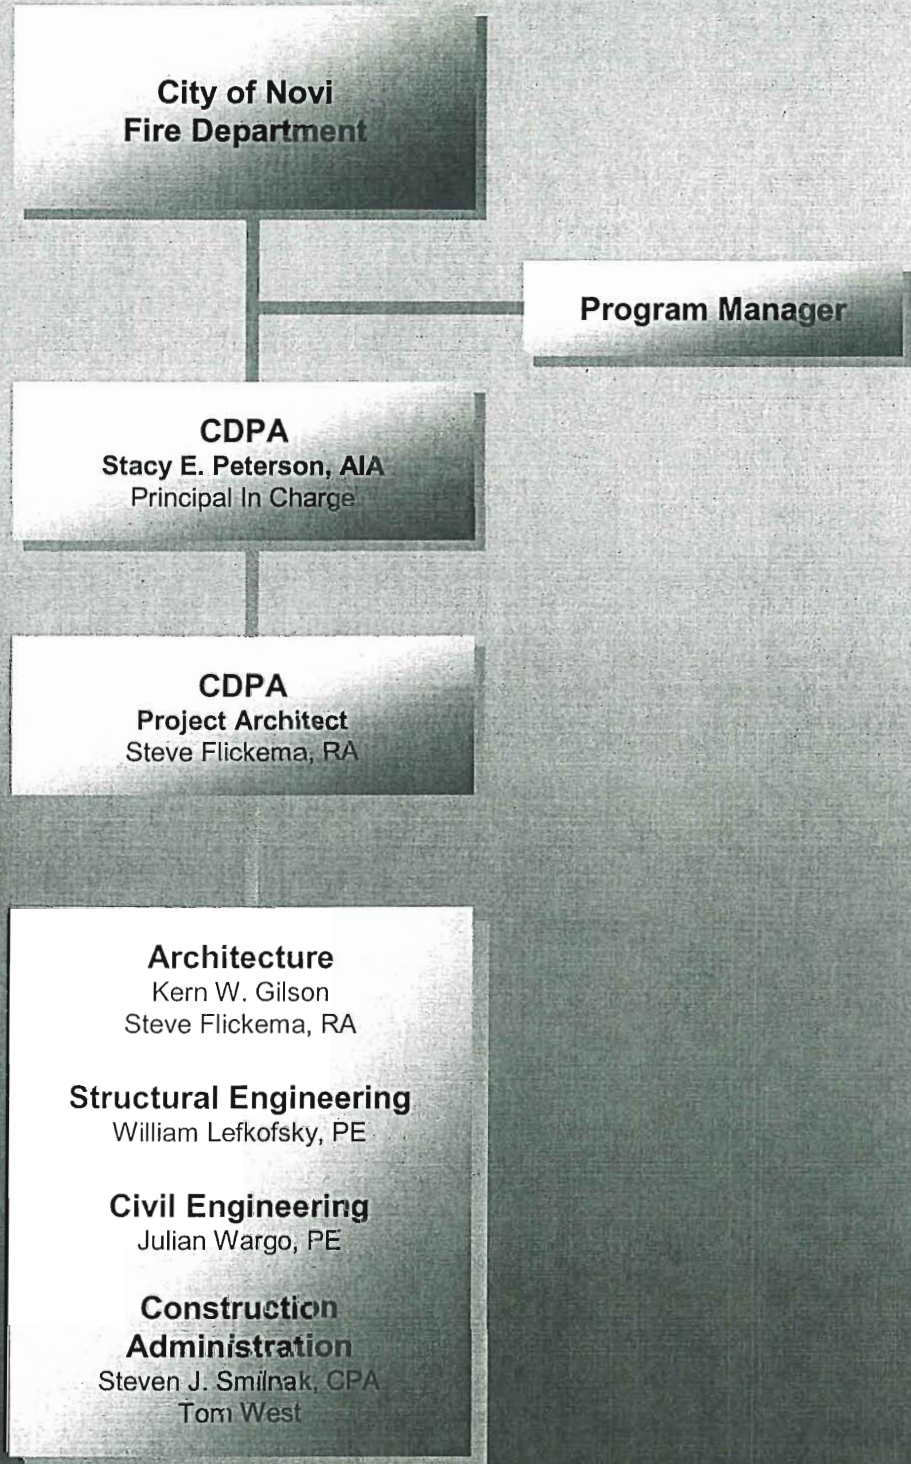 City of Novi
Fire Department
Program Manager
CDPA
Stacy E. Peterson, AIA
Principal In Charge
CDPA
Project Architect
Steve Flickema, RA
Architecture
Kern W. Gilson
Steve Flickema, RA
Structural Engineering
William Lefkofsky, PE
Civil Engineering
Julian Wargo, PE
Construction
Administration
Steven J. Smilnak, CPA
Tom West